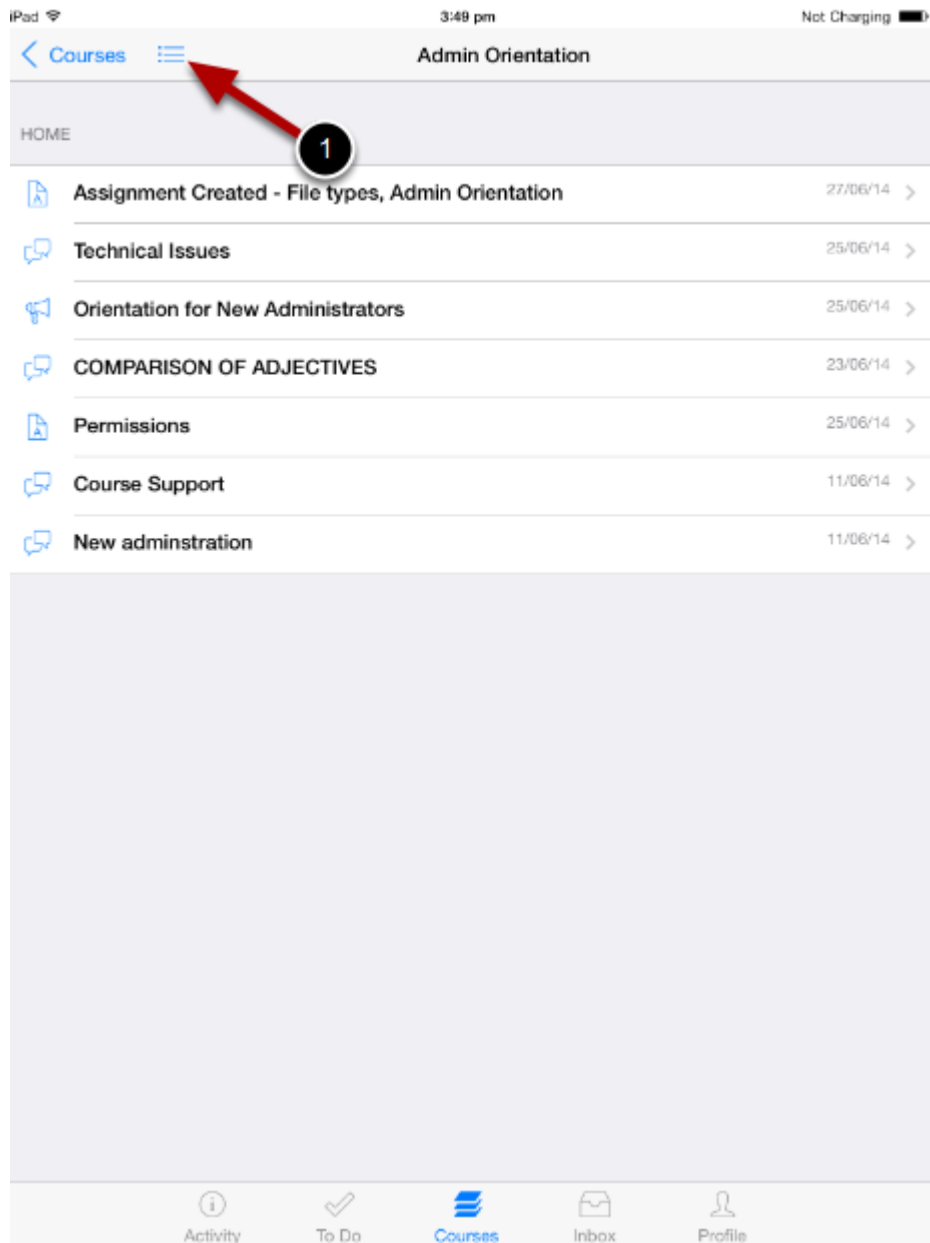 iPad 3:49 pm Not Charging
Courses Admin Orientation
1
HOME
Assignment Created - File types, Admin Orientation 27/06/14
Technical Issues 25/06/14
Orientation for New Administrators 25/06/14
COMPARISON OF ADJECTIVES 23/06/14
Permissions 25/06/14
Course Support 11/06/14
New adminstration 11/06/14
Activity To Do Courses Inbox Profile